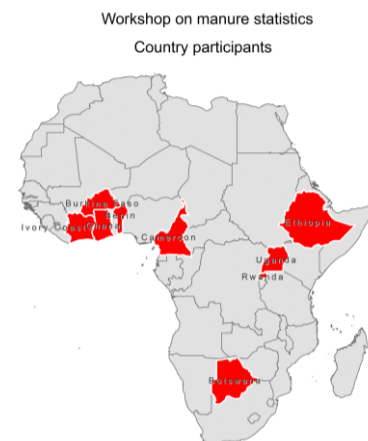 Workshop on manure statistics
Country participants
Burkina Faso
Benin
Ivory Coast
Ghana
Cameroon
Ethiopia
Uganda
Rwanda
Botswana